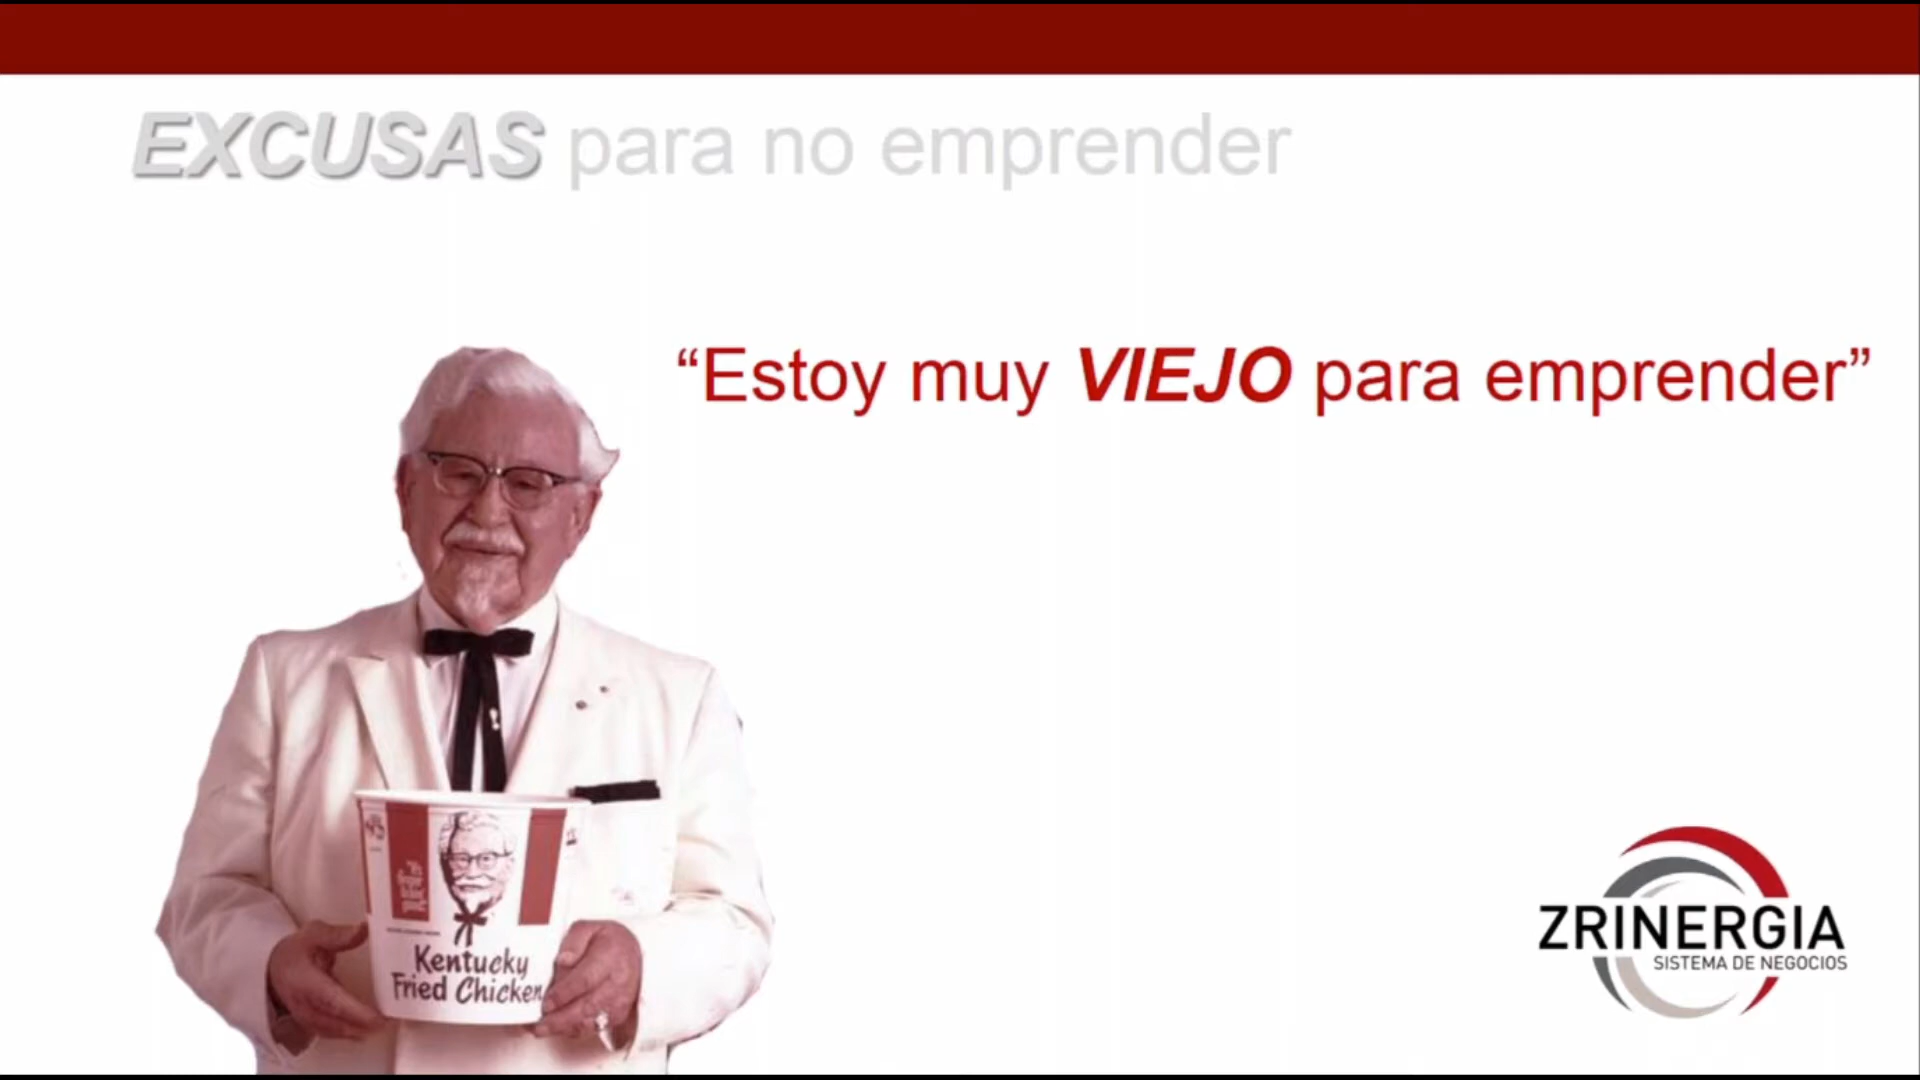 EXCUSAS para no emprender
“Estoy muy VIEJO para emprender”
Kentucky
Fried Chicken
ZRINERGIA
SISTEMA DE NEGOCIOS